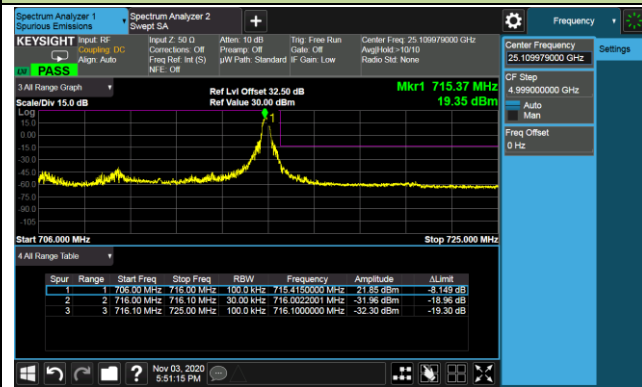 Spectrum Analyzer 1
Spurious Emissions
Spectrum Analyzer 2
Swept SA
Frequency
KEYSIGHT
Input: RF
Coupling: DC
Align: Auto
Input Z: 50 Ω
Corrections: Off
Freq Ref: Int (S)
NFE: Off
Atten: 10 dB
Preamp: Off
µW Path: Standard
Trig: Free Run
Gate: Off
IF Gain: Low
Center Freq: 25.109979000 GHz
Avg|Hold:>10/10
Radio Std: None
PASS
3 All Range Graph
Scale/Div 15.0 dB
Ref Lvl Offset 32.50 dB
Ref Value 30.00 dBm
Mkr1 715.37 MHz
19.35 dBm
Log
15.0
0.00
-15.0
-30.0
-45.0
-60.0
-75.0
-90.0
-105
1
Start 706.000 MHz
Stop 725.000 MHz
4 All Range Table
Spur Range Start Freq Stop Freq RBW Frequency Amplitude ΔLimit
1 1 706.00 MHz 716.00 MHz 100.0 kHz 715.4150000 MHz 21.85 dBm -8.149 dB
2 2 716.00 MHz 716.10 MHz 30.00 kHz 716.0022001 MHz -31.96 dBm -18.96 dB
3 3 716.10 MHz 725.00 MHz 100.0 kHz 716.1000000 MHz -32.30 dBm -19.30 dB
Nov 03, 2020
5:51:15 PM
Center Frequency
25.109979000 GHz
Settings
CF Step
4.999000000 GHz
Auto
Man
Freq Offset
0 Hz